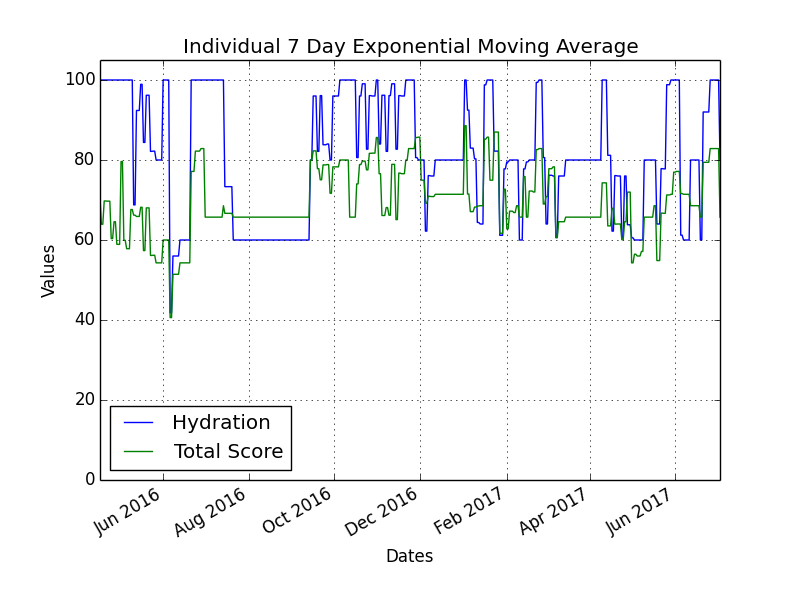 Individual 7 Day Exponential Moving Average
100
80
60
40
20
0
Values
Hydration
Total Score
Jun 2016
Aug 2016
Oct 2016
Dec 2016
Feb 2017
Apr 2017
Jun 2017
Dates